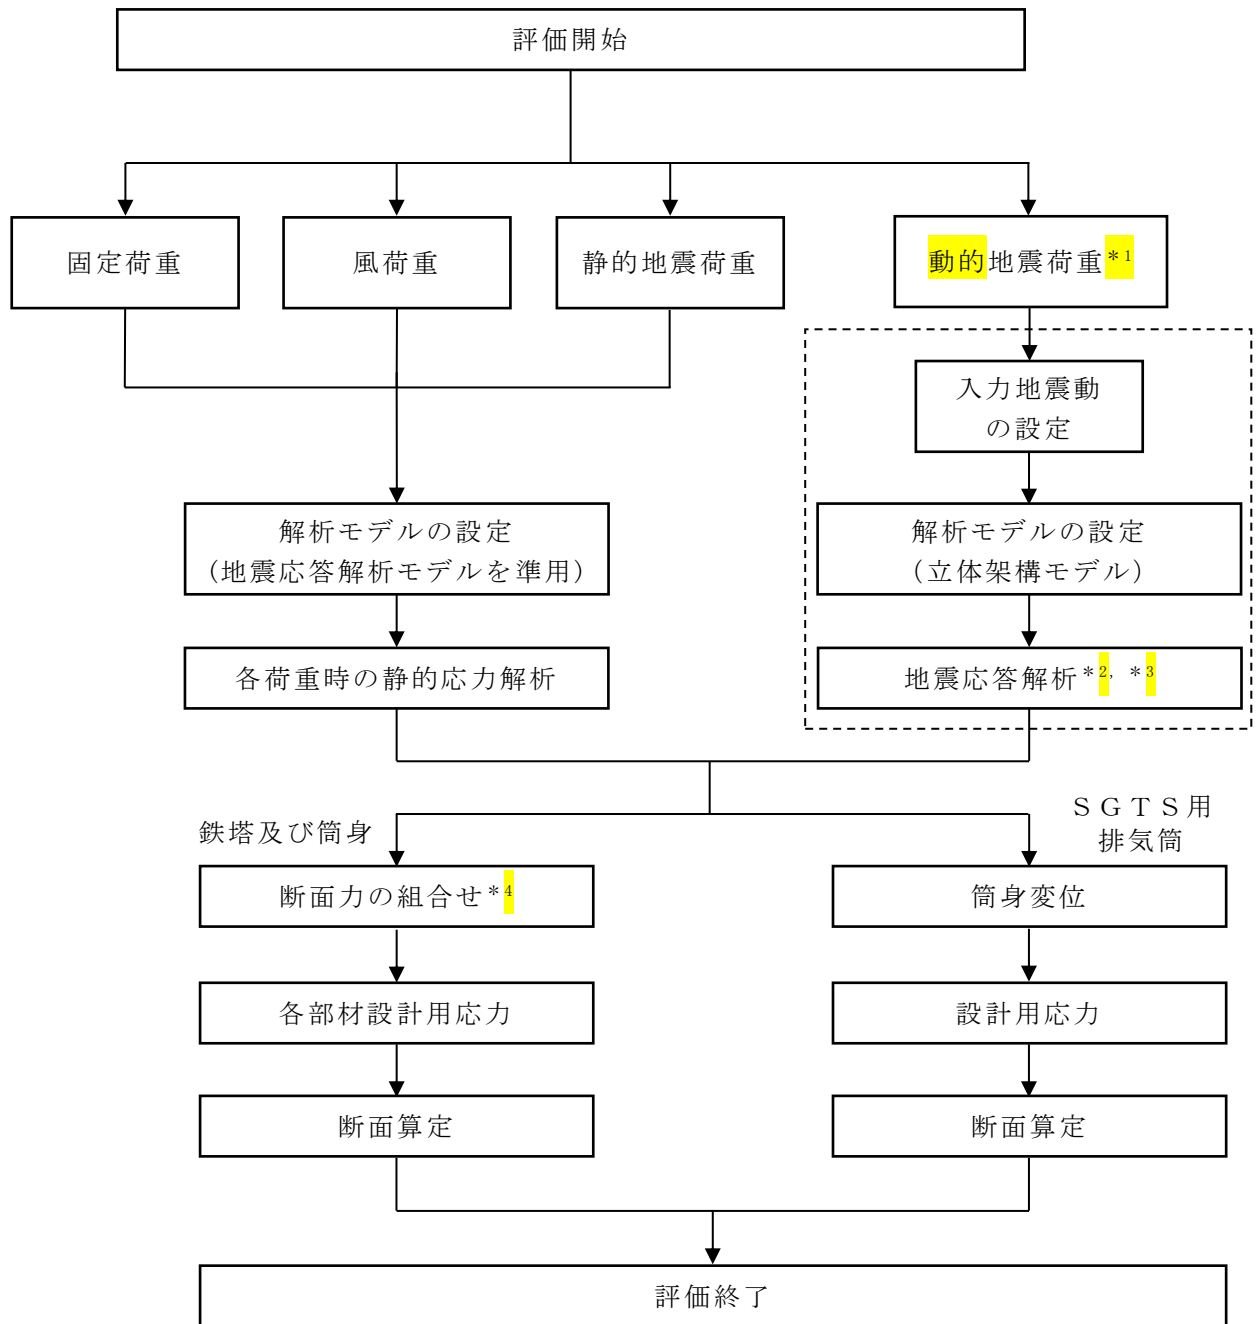 評価開始
固定荷重
風荷重
静的地震荷重
動的地震荷重*1
入力地震動
の設定
解析モデルの設定
(地震応答解析モデルを準用)
解析モデルの設定
(立体架構モデル)
各荷重時の静的応力解析
地震応答解析*2, *3
鉄塔及び筒身
SGTS用
排気筒
断面力の組合せ*4
筒身変位
各部材設計用応力
設計用応力
断面算定
断面算定
評価終了